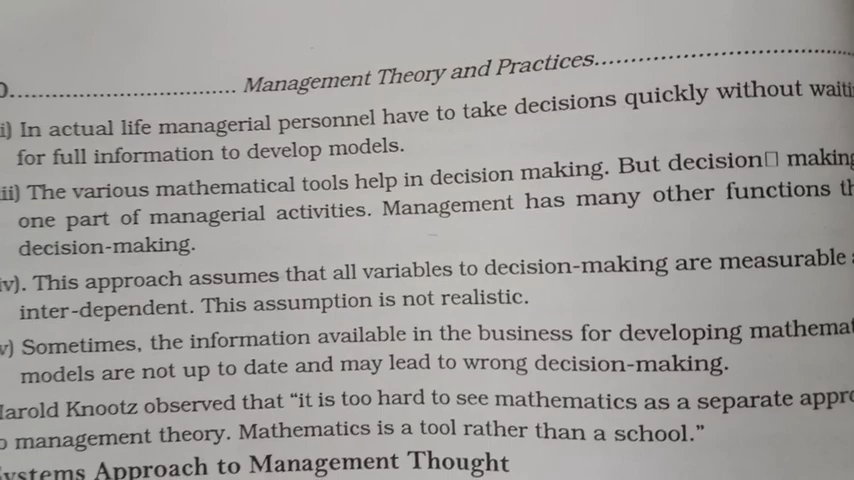 ................................. Management Theory and Practices.......................................
i) In actual life managerial personnel have to take decisions quickly without
for full information to develop models.
ii) The various mathematical tools help in decision making. But decision□ making
one part of managerial activities. Management has many other functions
decision-making.
iv). This approach assumes that all variables to decision-making are measurable
inter-dependent. This assumption is not realistic.
v) Sometimes, the information available in the business for developing
models are not up to date and may lead to wrong decision-making.
Harold Knootz observed that “it is too hard to see mathematics as a separate
management theory. Mathematics is a tool rather than a school.”
Systems Approach to Management Thought